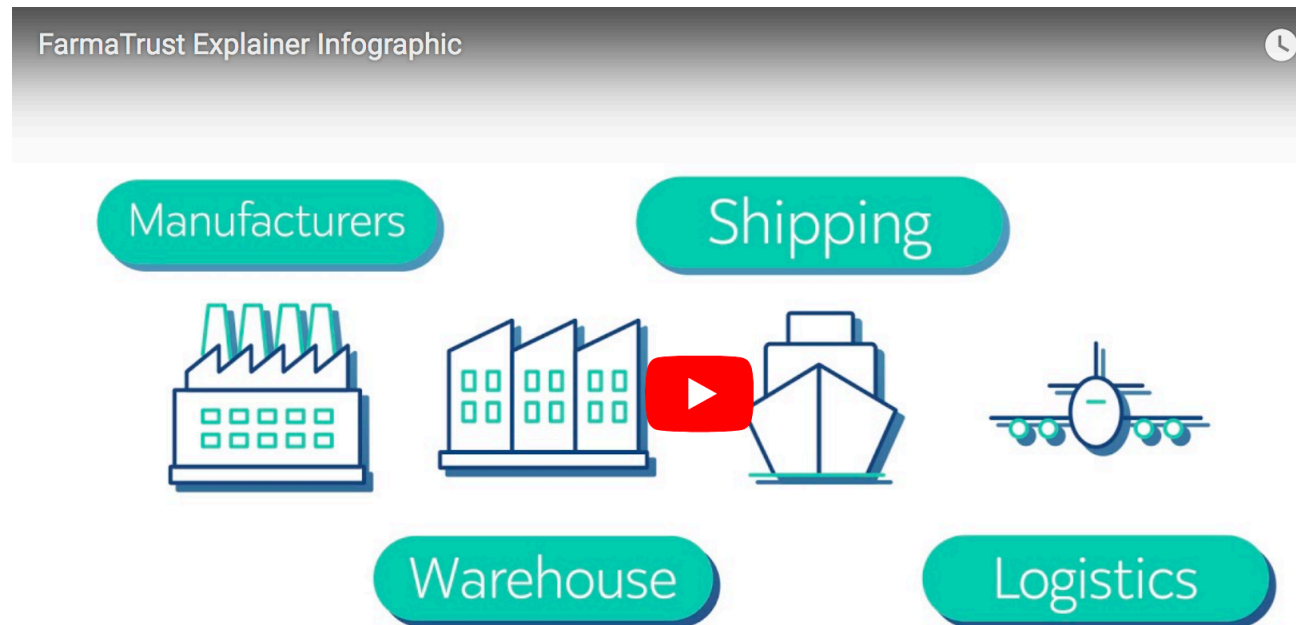 FarmaTrust Explainer Infographic
Manufacturers
Shipping
Warehouse
Logistics